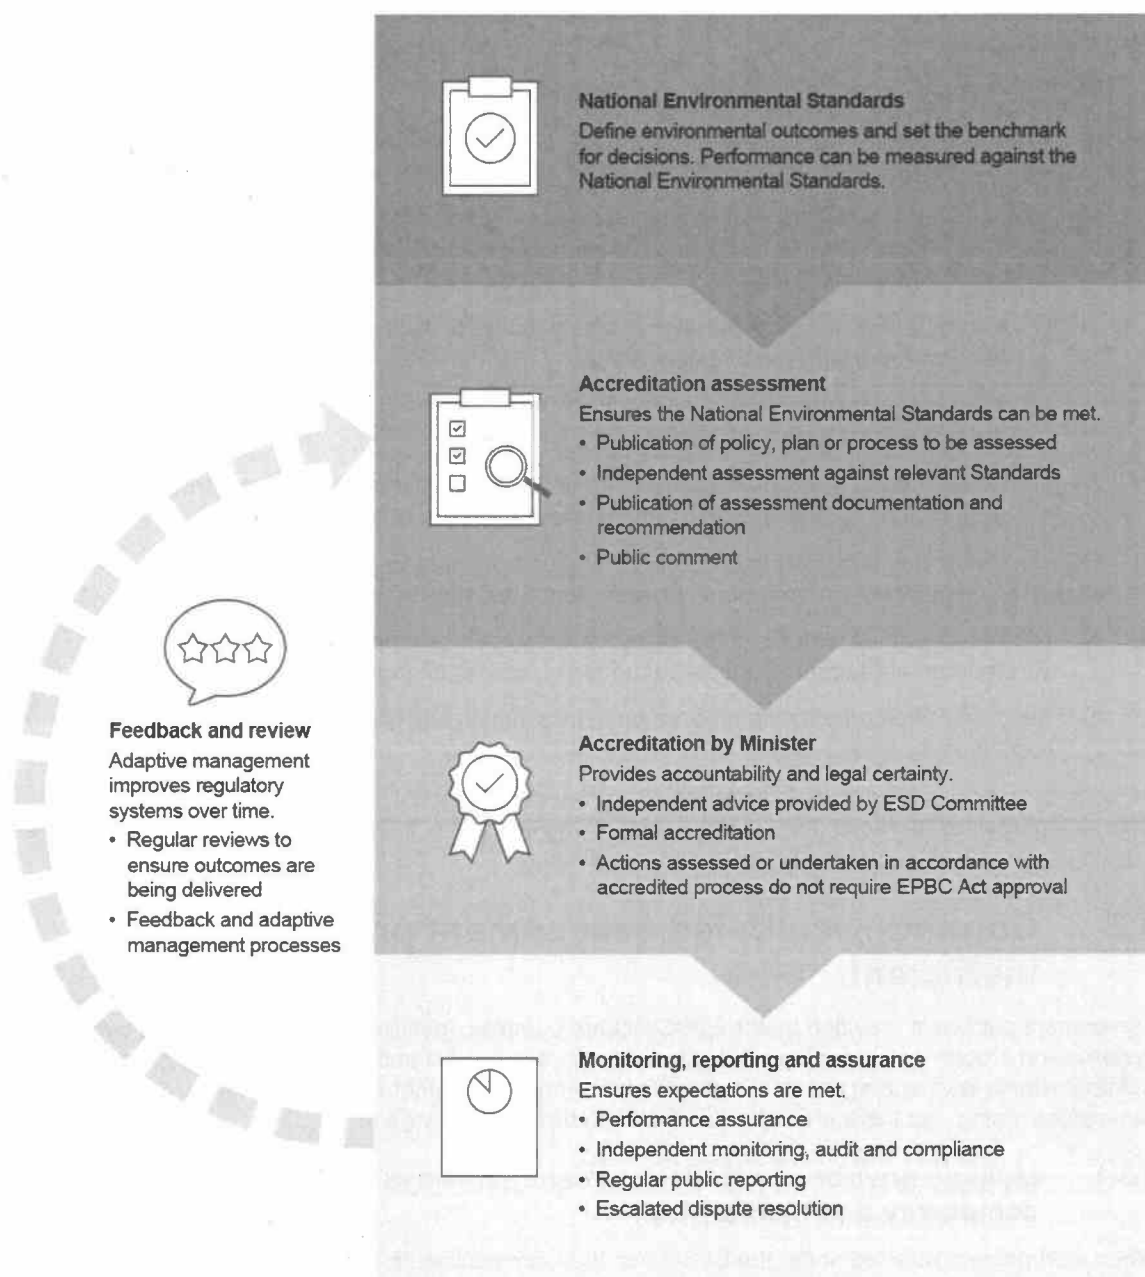 National Environmental Standards
Define environmental outcomes and set the benchmark
for decisions. Performance can be measured against the
National Environmental Standards.
Accreditation assessment
Ensures the National Environmental Standards can be met.
• Publication of policy, plan or process to be assessed
• Independent assessment against relevant Standards
• Publication of assessment documentation and
recommendation
• Public comment
Feedback and review
Adaptive management
improves regulatory
systems over time.
• Regular reviews to
ensure outcomes are
being delivered
• Feedback and adaptive
management processes
Accreditation by Minister
Provides accountability and legal certainty.
• Independent advice provided by ESD Committee
• Formal accreditation
• Actions assessed or undertaken in accordance with
accredited process do not require EPBC Act approval
Monitoring, reporting and assurance
Ensures expectations are met.
• Performance assurance
• Independent monitoring, audit and compliance
• Regular public reporting
• Escalated dispute resolution